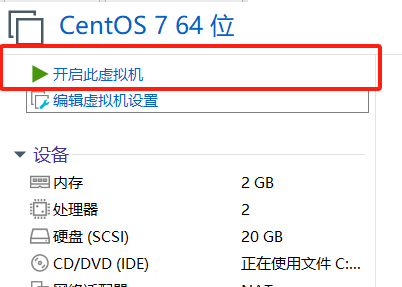 CentOS 7 64 位
开启此虚拟机
编辑虚拟机设置
设备
内存 2 GB
处理器 2
硬盘 (SCSI) 20 GB
CD/DVD (IDE) 正在使用文件 C:...